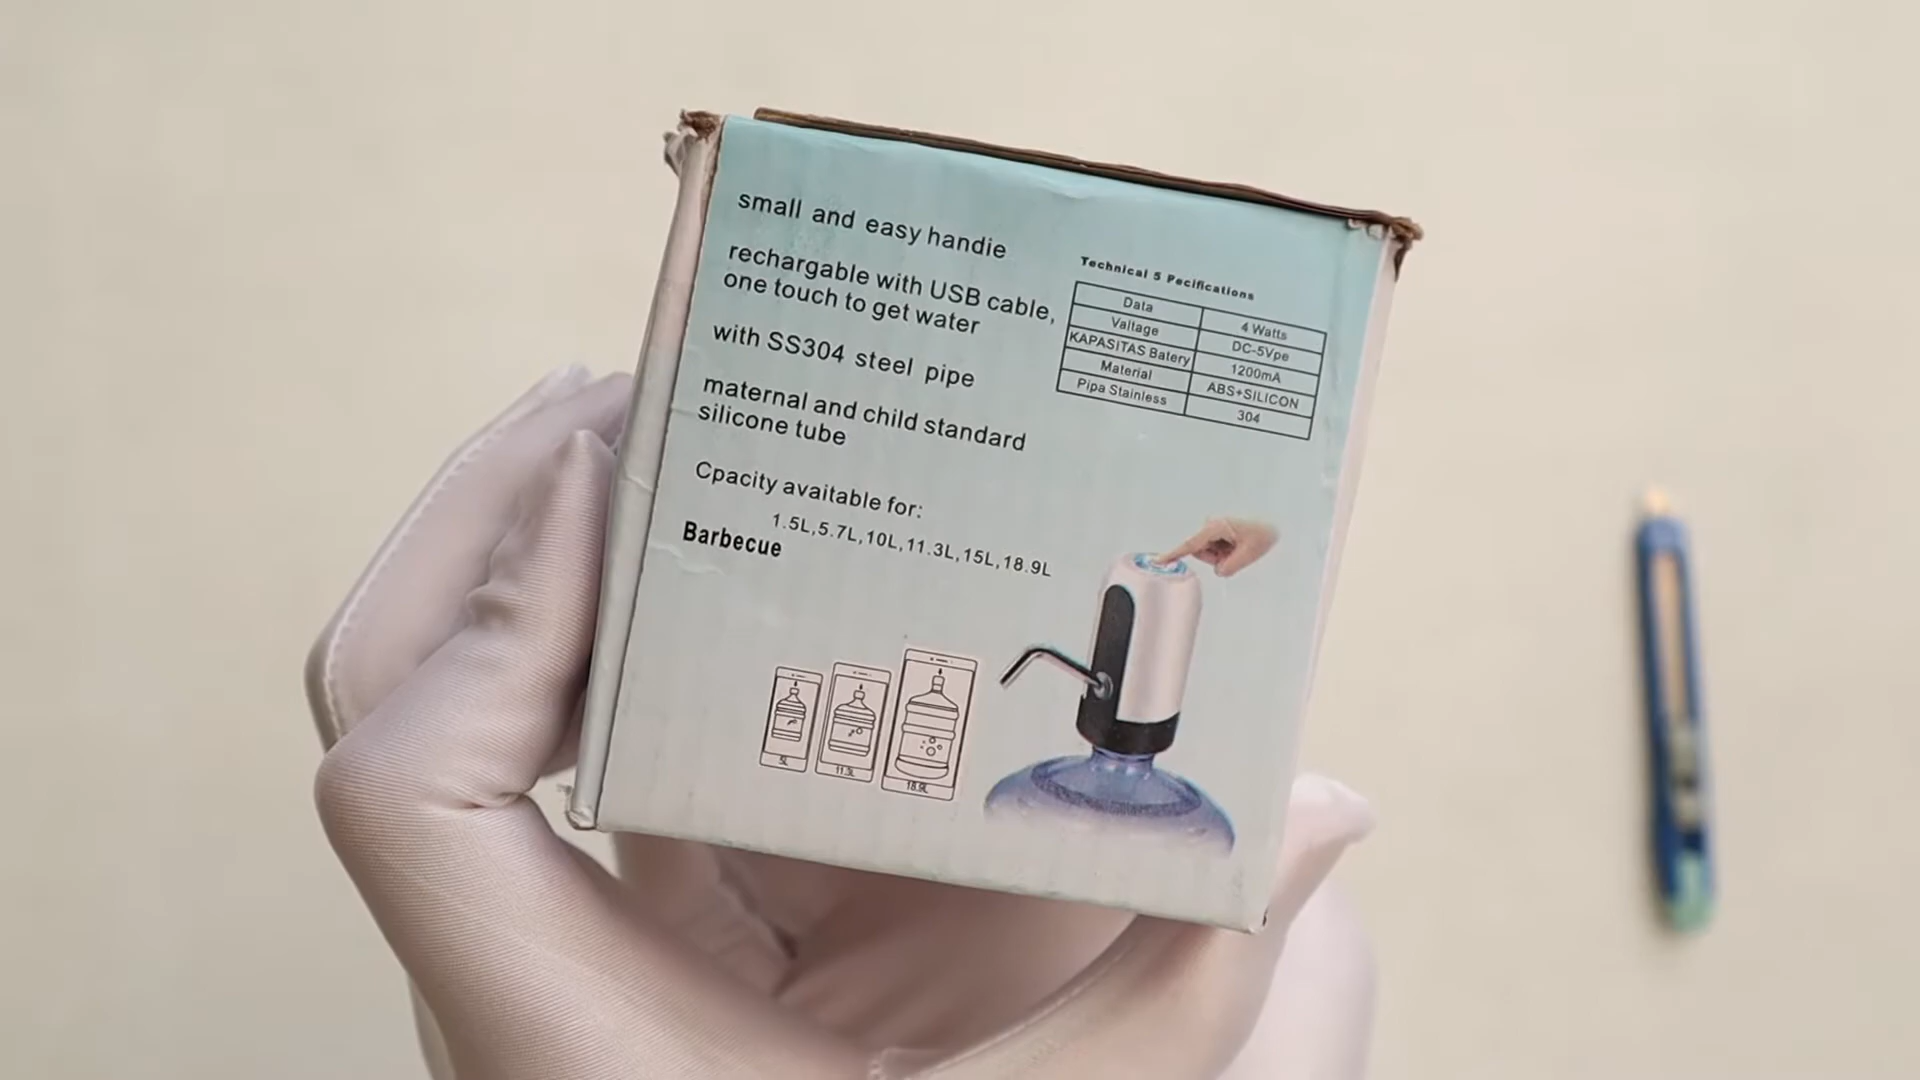 small and easy handie
rechargable with USB cable,
one touch to get water
with SS304 steel pipe
maternal and child standard
silicone tube
Cpacity avaitable for:
1.5L,5.7L,10L,11.3L,15L,18.9L
Barbecue
Technical 5 Pecifications
Data 4 Watts
Valtage DC-5Vpe
KAPASITAS Batery 1200mA
Material ABS+SILICON
Pipa Stainless 304
5L
11.3L
18.9L